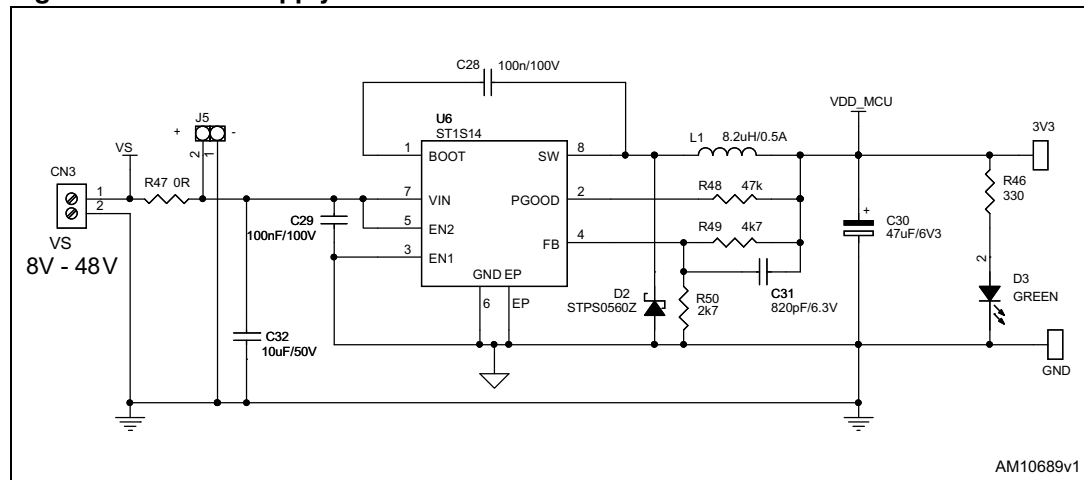 C28 100n/100V
VDD_MCU
J5
+ -
2 1
U6
ST1S14
L1 8.2uH/0.5A
3V3
VS
CN3
1
2
R47 0R
1 BOOT
SW 8
R46
330
7 VIN
PGOOD 2
R48 47k
C29
100nF/100V
5 EN2
3 EN1
FB 4
R49 4k7
+
C30
47uF/6V3
VS
8V - 48V
GND EP
6 EP
D2
STPS0560Z
R50
2k7
C31
820pF/6.3V
2
D3
GREEN
C32
10uF/50V
GND
AM10689v1